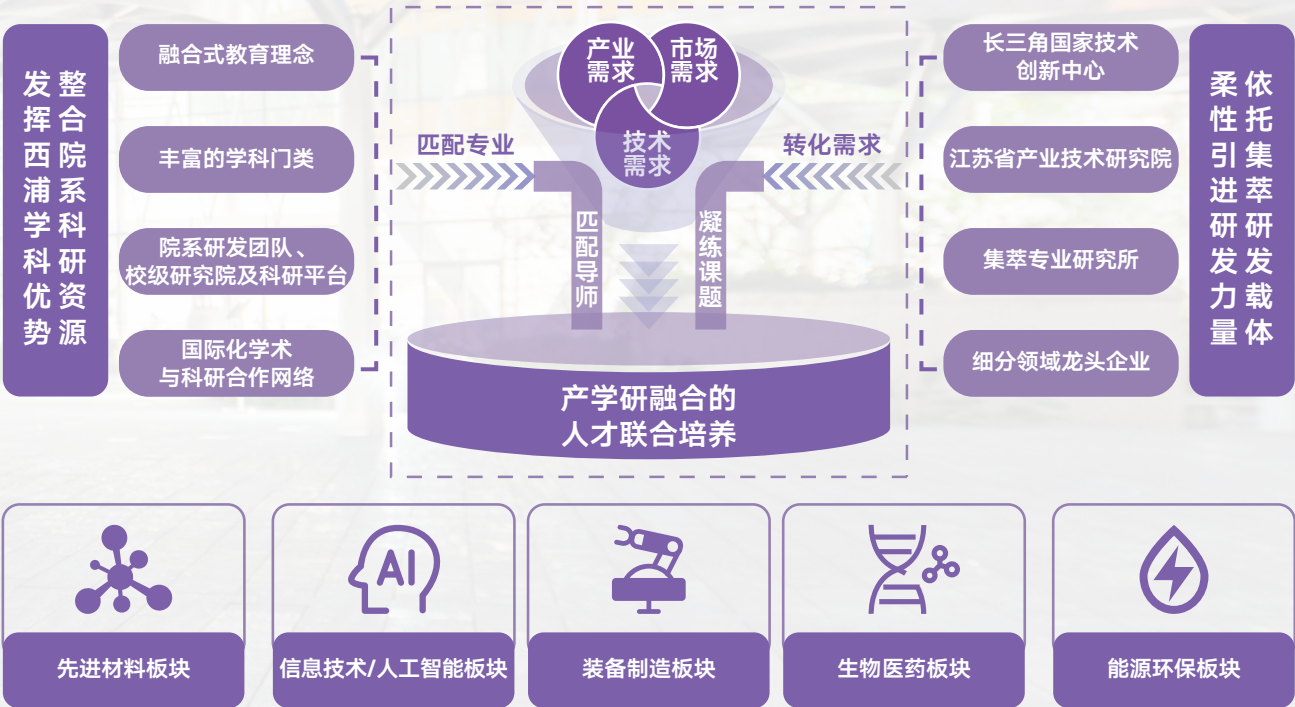 整合院系科研资源
发挥西浦学科优势
融合式教育理念
丰富的学科门类
院系研发团队、
校级研究院及科研平台
国际化学术
与科研合作网络
匹配专业
产业
需求
市场
需求
技术
需求
转化需求
匹配导师
凝练课题
产学研融合的
人才联合培养
长三角国家技术
创新中心
江苏省产业技术研究院
集萃专业研究所
细分领域龙头企业
依托集萃研发载体
柔性引进研发力量
先进材料板块
AI
信息技术/人工智能板块
装备制造板块
生物医药板块
能源环保板块